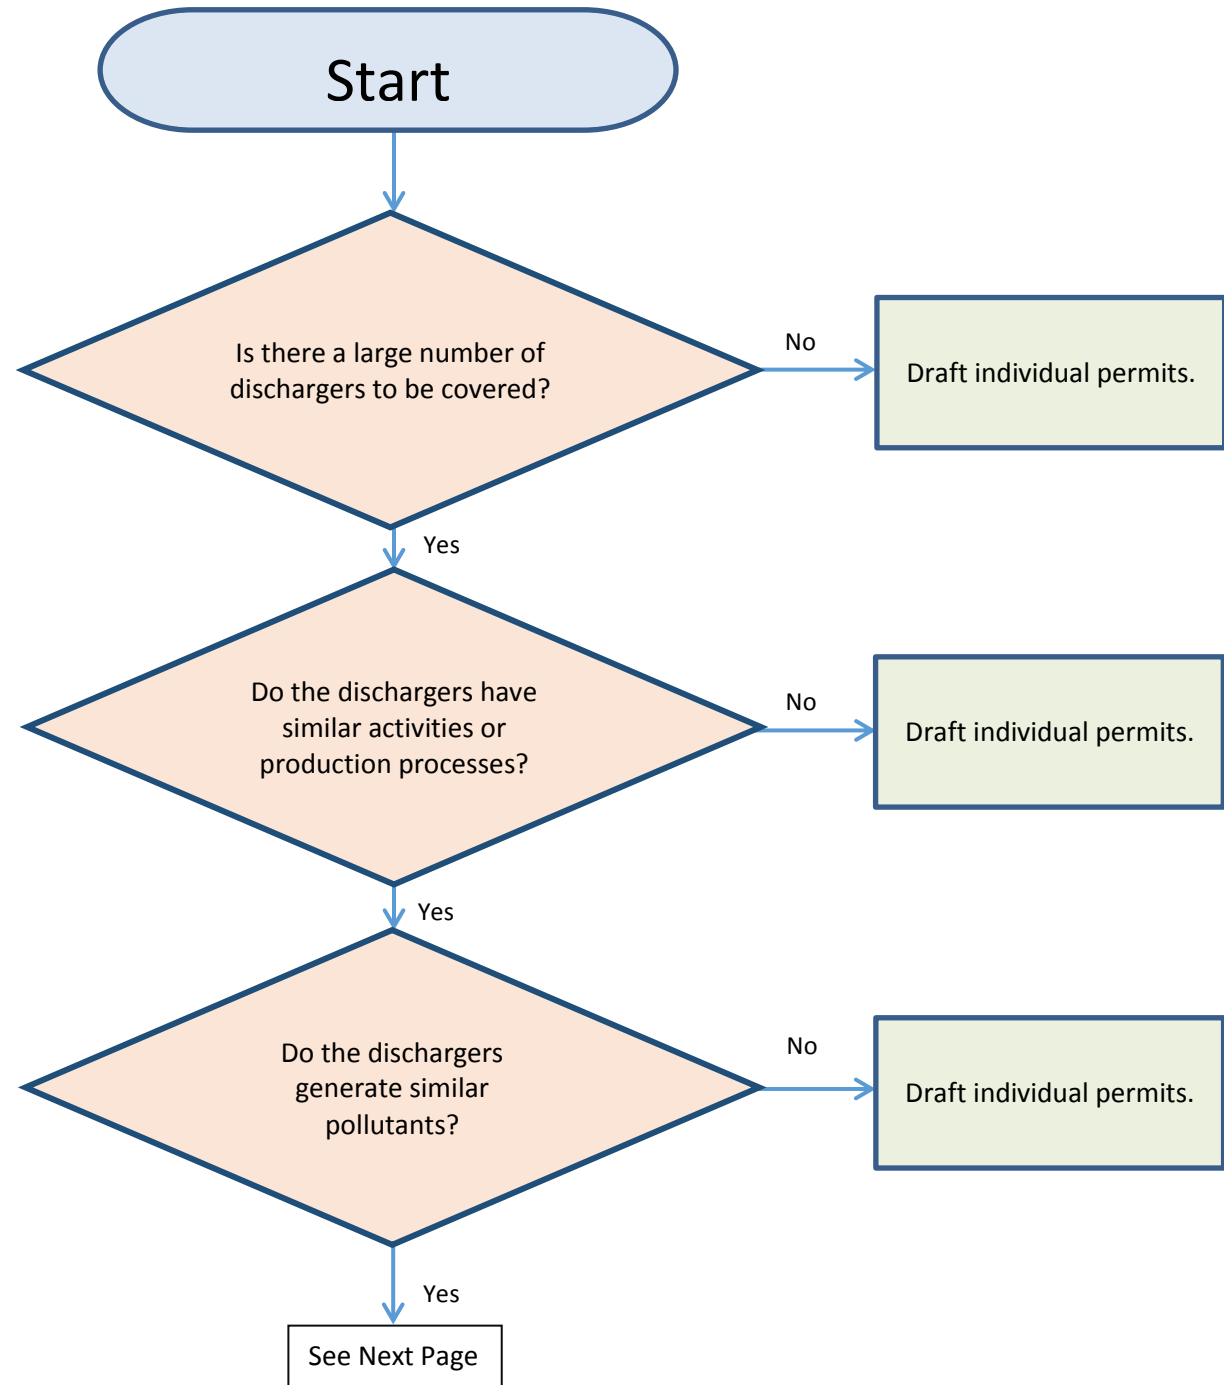 Start
Is there a large number of
dischargers to be covered?
No
Draft individual permits.
Yes
Do the dischargers have
similar activities or
production processes?
No
Draft individual permits.
Yes
Do the dischargers
generate similar
pollutants?
No
Draft individual permits.
Yes
See Next Page